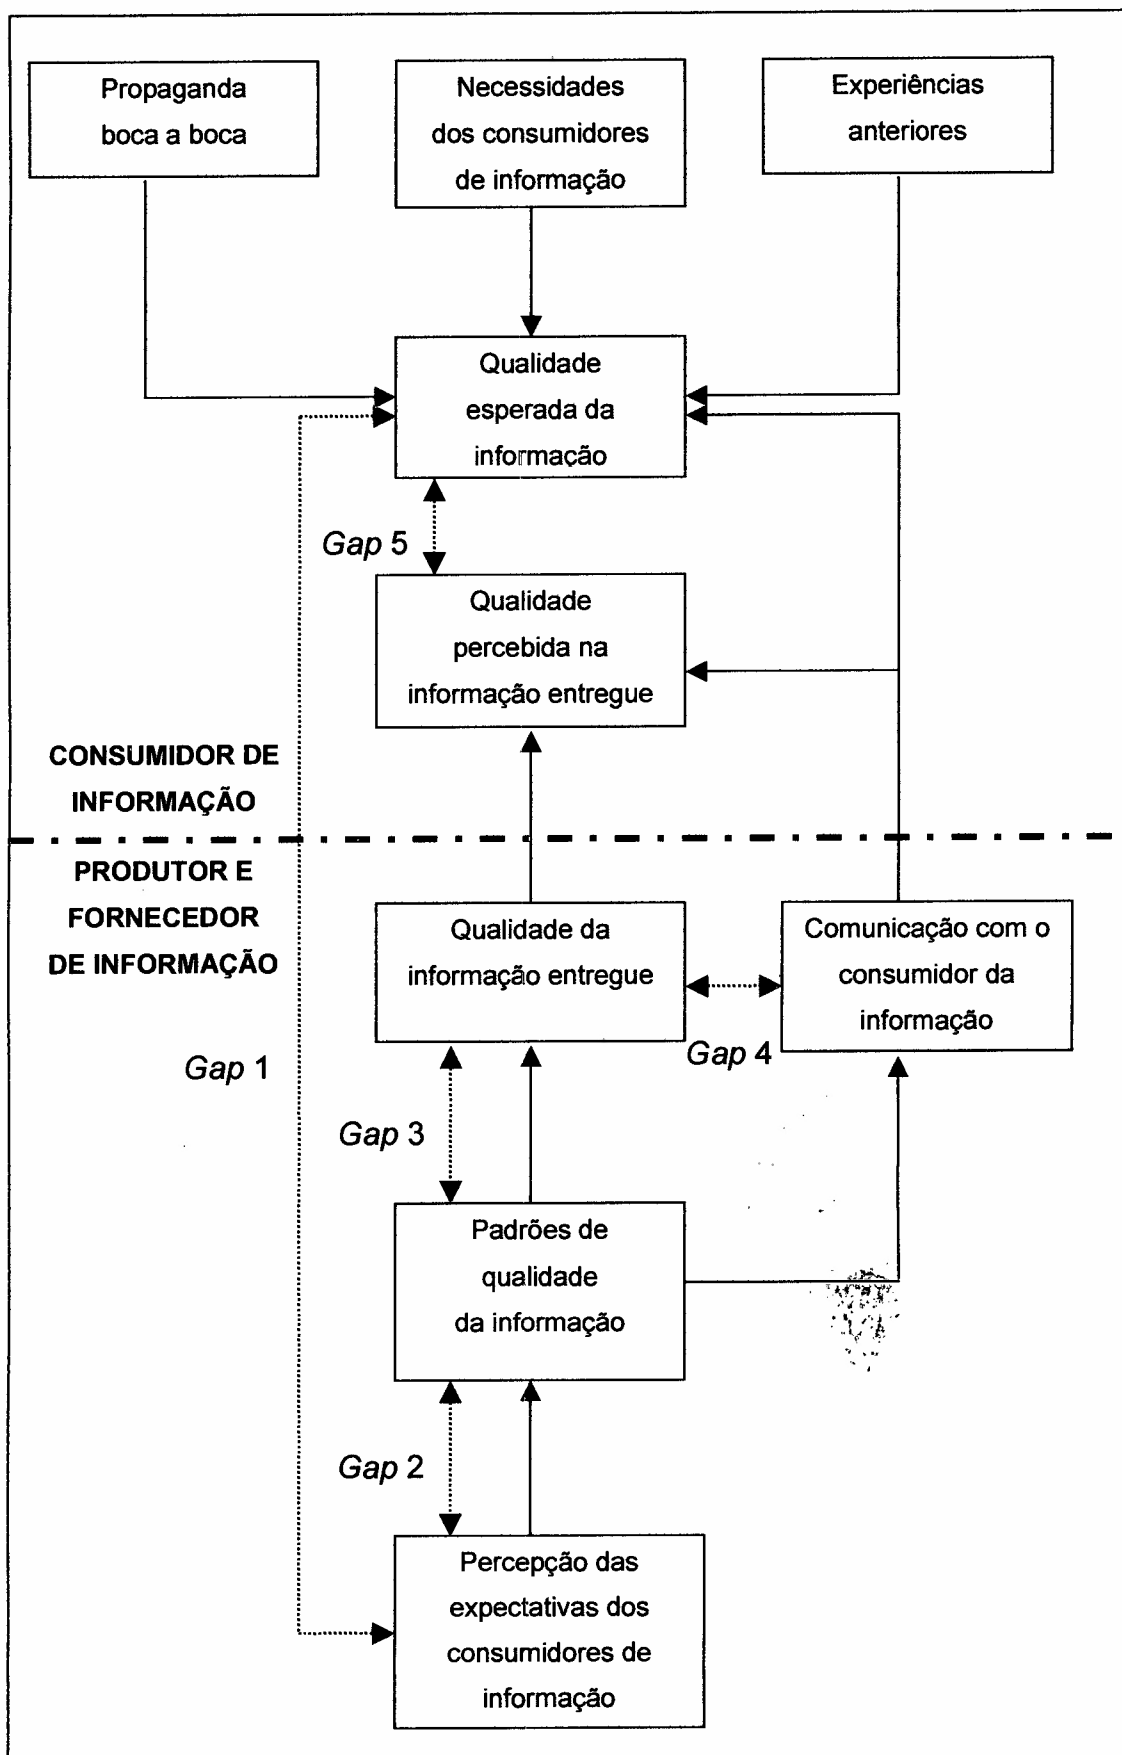 Propaganda
boca a boca
Necessidades
dos consumidores
de informação
Experiências
anteriores
Qualidade
esperada da
informação
Gap 5
Qualidade
percebida na
informação entregue
CONSUMIDOR DE
INFORMAÇÃO
PRODUTOR E
FORNECEDOR
DE INFORMAÇÃO
Qualidade da
informação entregue
Comunicação com o
consumidor da
informação
Gap 4
Gap 1
Gap 3
Padrões de
qualidade
da informação
Gap 2
Percepção das
expectativas dos
consumidores de
informação